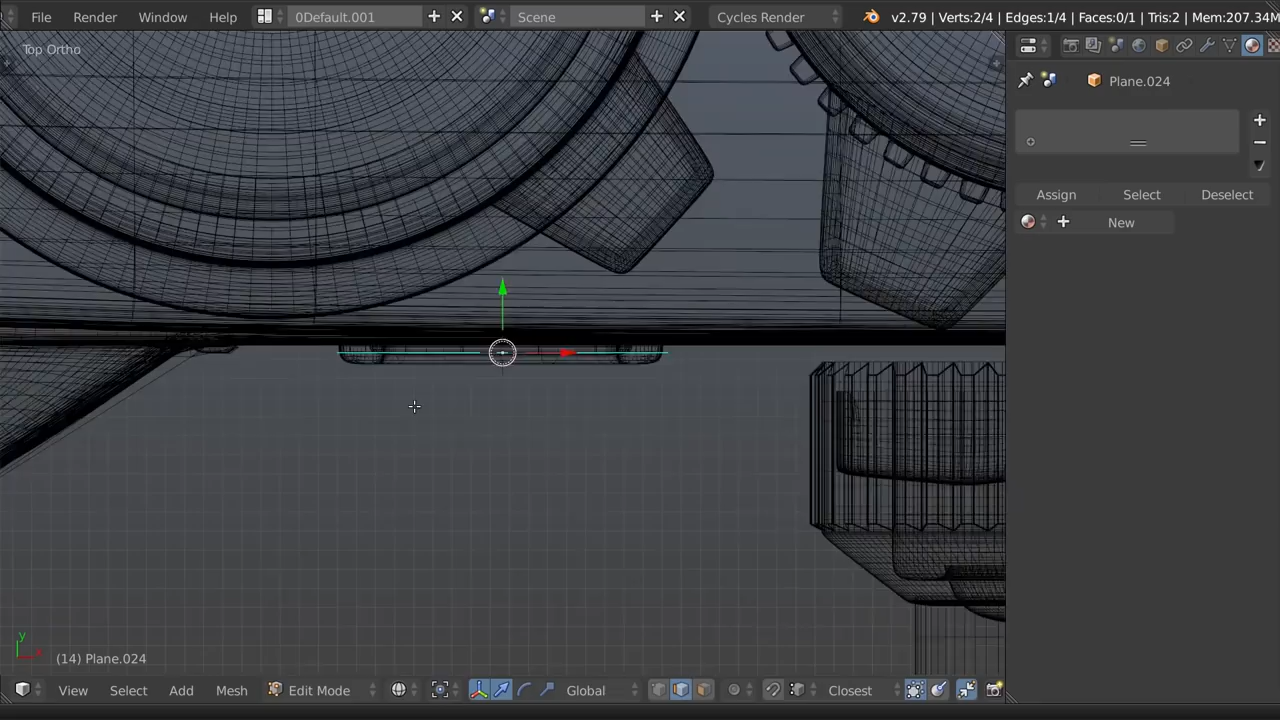 File Render Window Help 0Default.001 Scene Cycles Render v2.79 | Verts:2/4 | Edges:1/4 | Faces:0/1 | Tris:2 | Mem:207.34M
Top Ortho
Plane.024
Assign Select Deselect
New
y
x
(14) Plane.024
View Select Add Mesh Edit Mode Global Closest